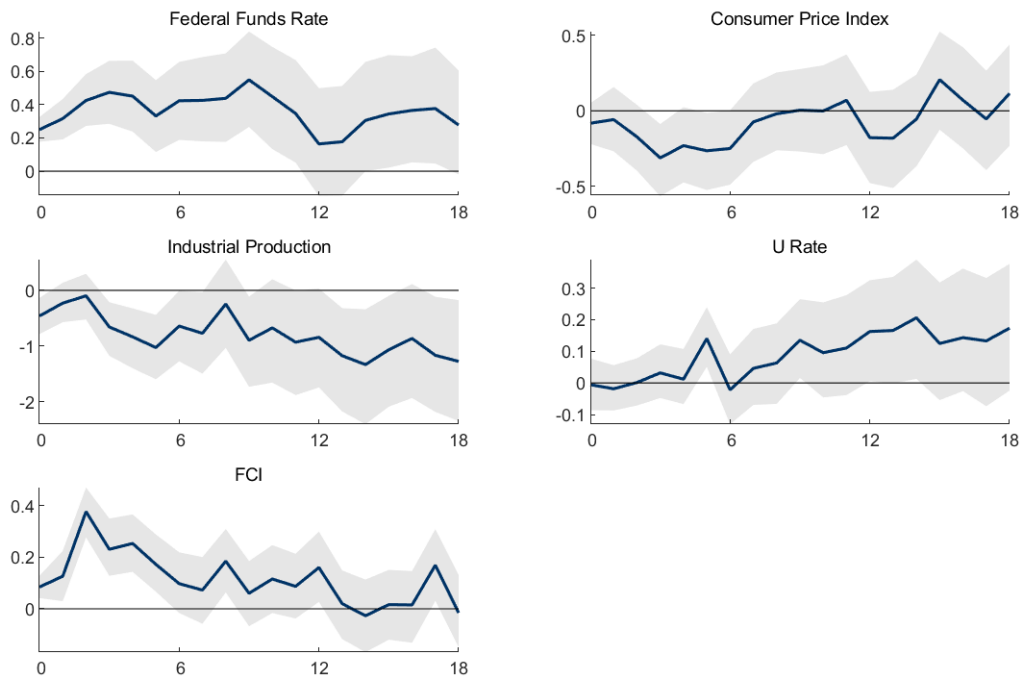 Federal Funds Rate
0.8
0.6
0.4
0.2
0
0 6 12 18
Consumer Price Index
0.5
0
-0.5
0 6 12 18
Industrial Production
0
-1
-2
0 6 12 18
U Rate
0.3
0.2
0.1
0
-0.1
0 6 12 18
FCI
0.4
0.2
0
0 6 12 18